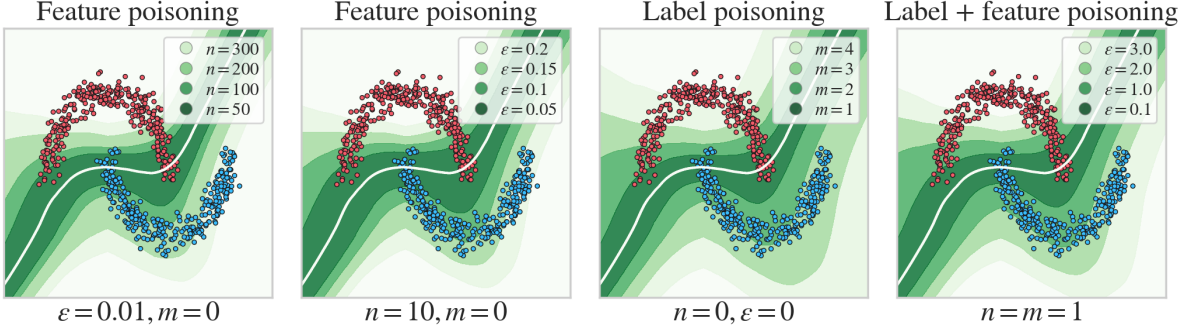 Feature poisoning
n=300
n=200
n=100
n=50
ε=0.01, m=0
Feature poisoning
ε=0.2
ε=0.15
ε=0.1
ε=0.05
n=10, m=0
Label poisoning
m=4
m=3
m=2
m=1
n=0, ε=0
Label + feature poisoning
ε=3.0
ε=2.0
ε=1.0
ε=0.1
n=m=1